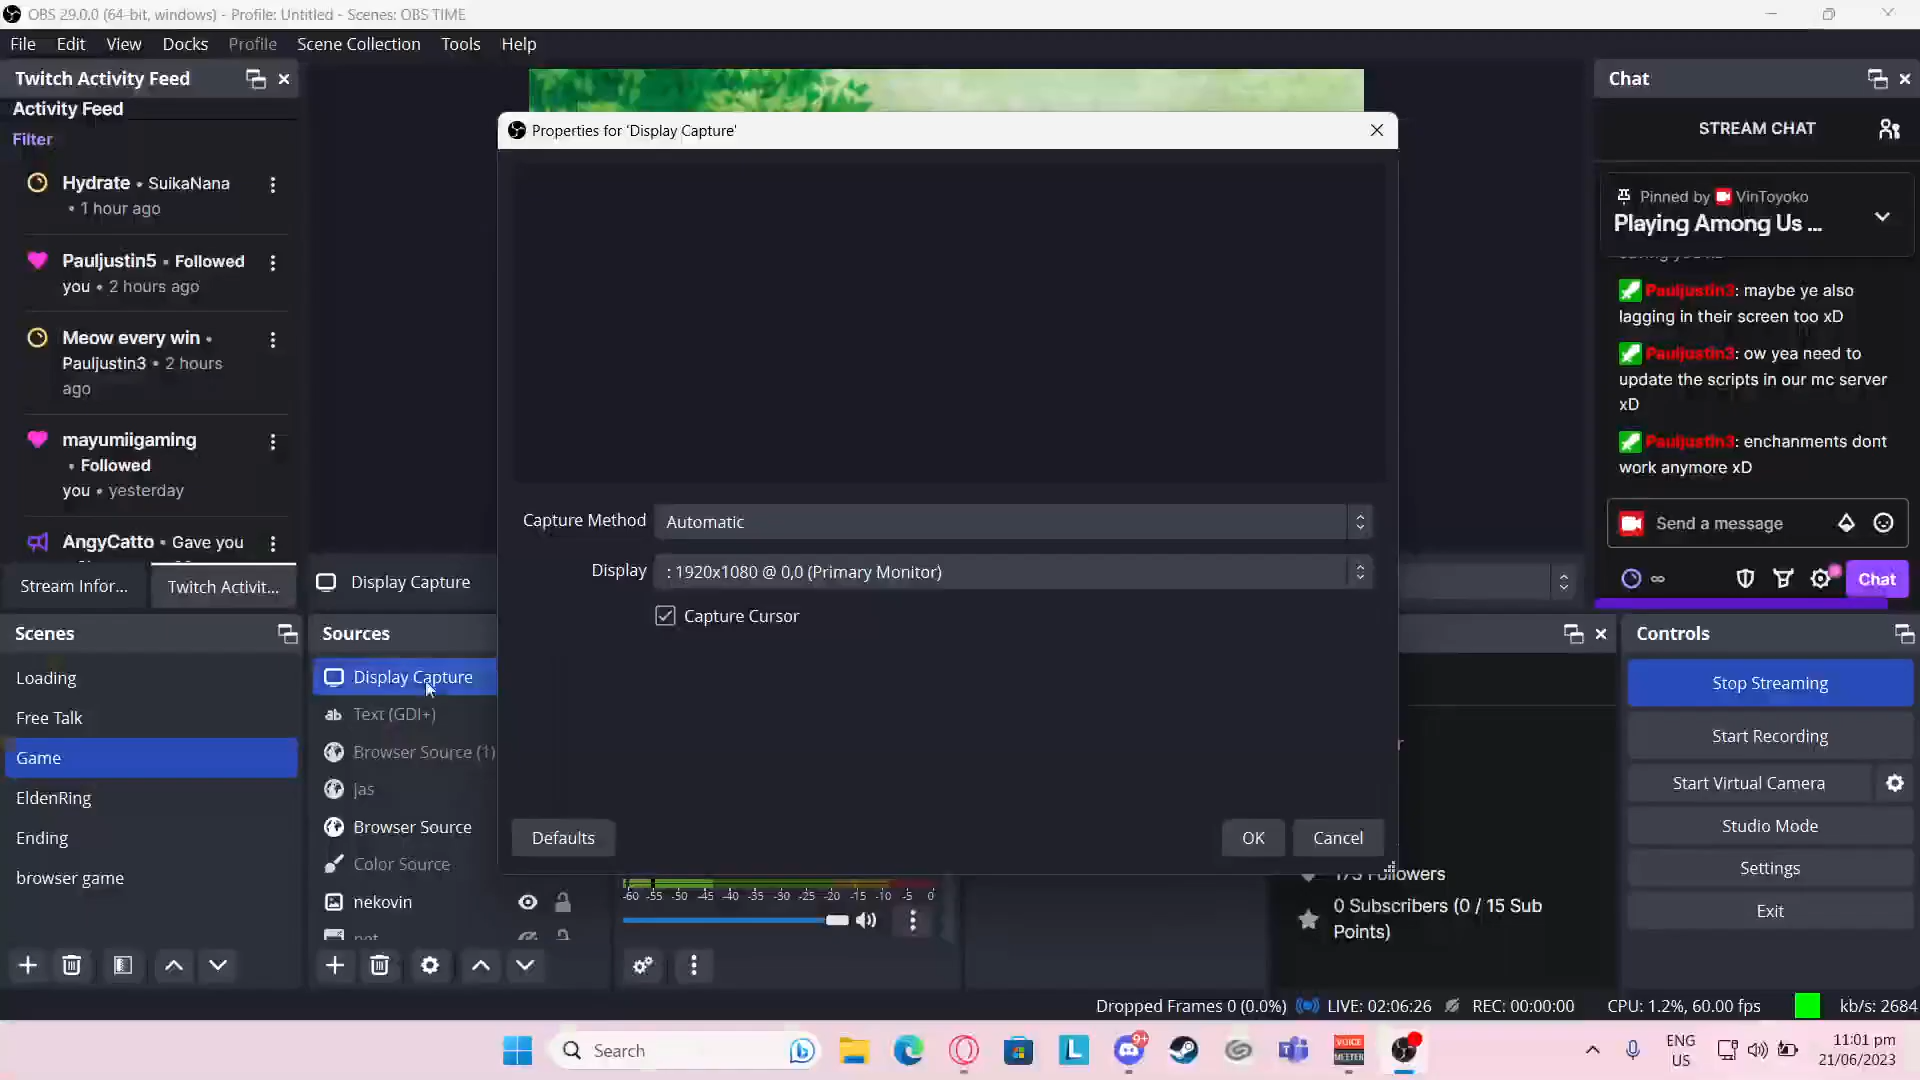 OBS 29.0.0 (64-bit, windows) - Profile: Untitled - Scenes: OBS TIME
File Edit View Docks Profile Scene Collection Tools Help
Twitch Activity Feed
Activity Feed
Filter
Hydrate • SuikaNana
• 1 hour ago
Pauljustin5 • Followed
you • 2 hours ago
Meow every win •
Pauljustin3 • 2 hours
ago
mayumiigaming
• Followed
you • yesterday
AngyCatto • Gave you
Stream Infor...
Twitch Activit...
Properties for 'Display Capture'
Capture Method
Automatic
Display
: 1920x1080 @ 0,0 (Primary Monitor)
Capture Cursor
Defaults
OK
Cancel
Chat
STREAM CHAT
Pinned by VinToyoko
Playing Among Us ...
Pauljustin3: maybe ye also
lagging in their screen too xD
Pauljustin3: ow yea need to
update the scripts in our mc server
xD
Pauljustin3: enchanments dont
work anymore xD
Send a message
∞
Chat
Display Capture
Scenes
Loading
Free Talk
Game
EldenRing
Ending
browser game
Sources
Display Capture
ab Text (GDI+)
Browser Source (1)
jas
Browser Source
Color Source
nekovin
-60 -55 -50 -45 -40 -35 -30 -25 -20 -15 -10 -5 0
Followers
0 Subscribers (0 / 15 Sub
Points)
Controls
Stop Streaming
Start Recording
Start Virtual Camera
Studio Mode
Settings
Exit
Dropped Frames 0 (0.0%) LIVE: 02:06:26 REC: 00:00:00 CPU: 1.2%, 60.00 fps kb/s: 2684
Search
L
9+
VOICE
MEETER
ENG
US
11:01 pm
21/06/2023